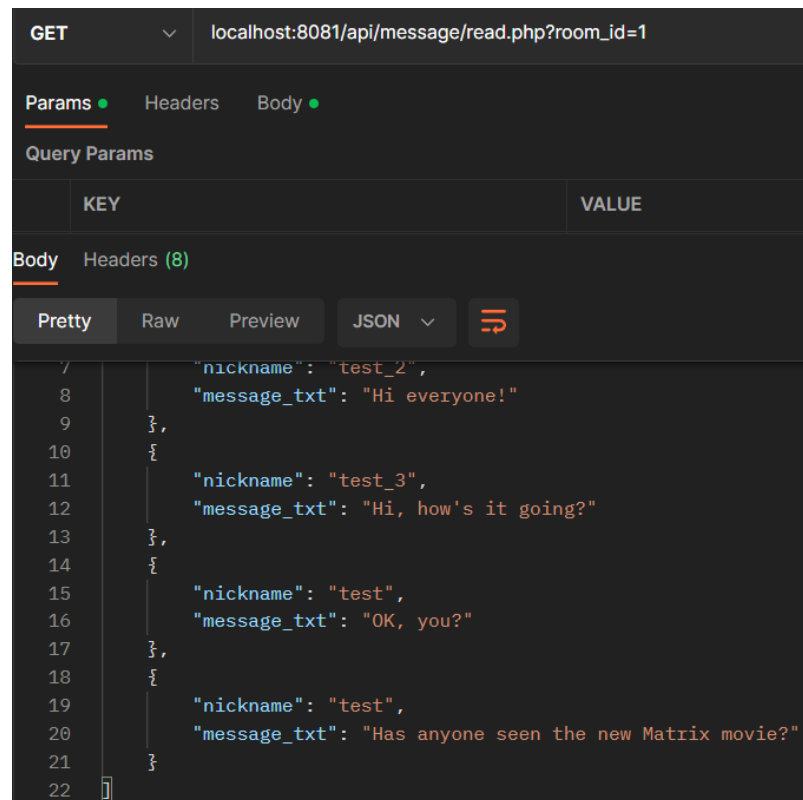 GET localhost:8081/api/message/read.php?room_id=1
Params Headers Body
Query Params
KEY VALUE
Body Headers (8)
Pretty Raw Preview JSON
7 "nickname": "test_2",
8 "message_txt": "Hi everyone!"
9 },
10 {
11 "nickname": "test_3",
12 "message_txt": "Hi, how's it going?"
13 },
14 {
15 "nickname": "test",
16 "message_txt": "OK, you?"
17 },
18 {
19 "nickname": "test",
20 "message_txt": "Has anyone seen the new Matrix movie?"
21 }
22 ]